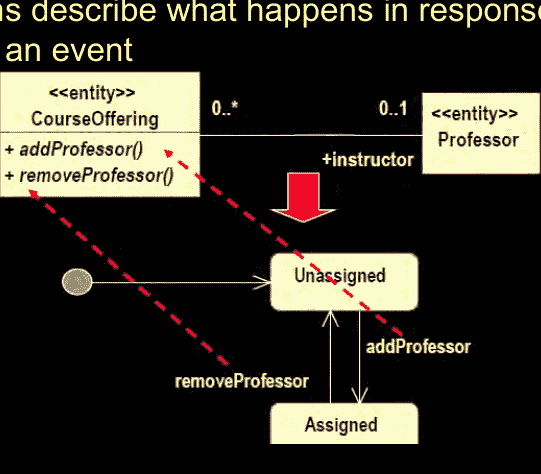 ns describe what happens in response
an event
<<entity>>
CourseOffering
+ addProfessor()
+ removeProfessor()
0..*
0..1
+instructor
<<entity>>
Professor
Unassigned
addProfessor
removeProfessor
Assigned